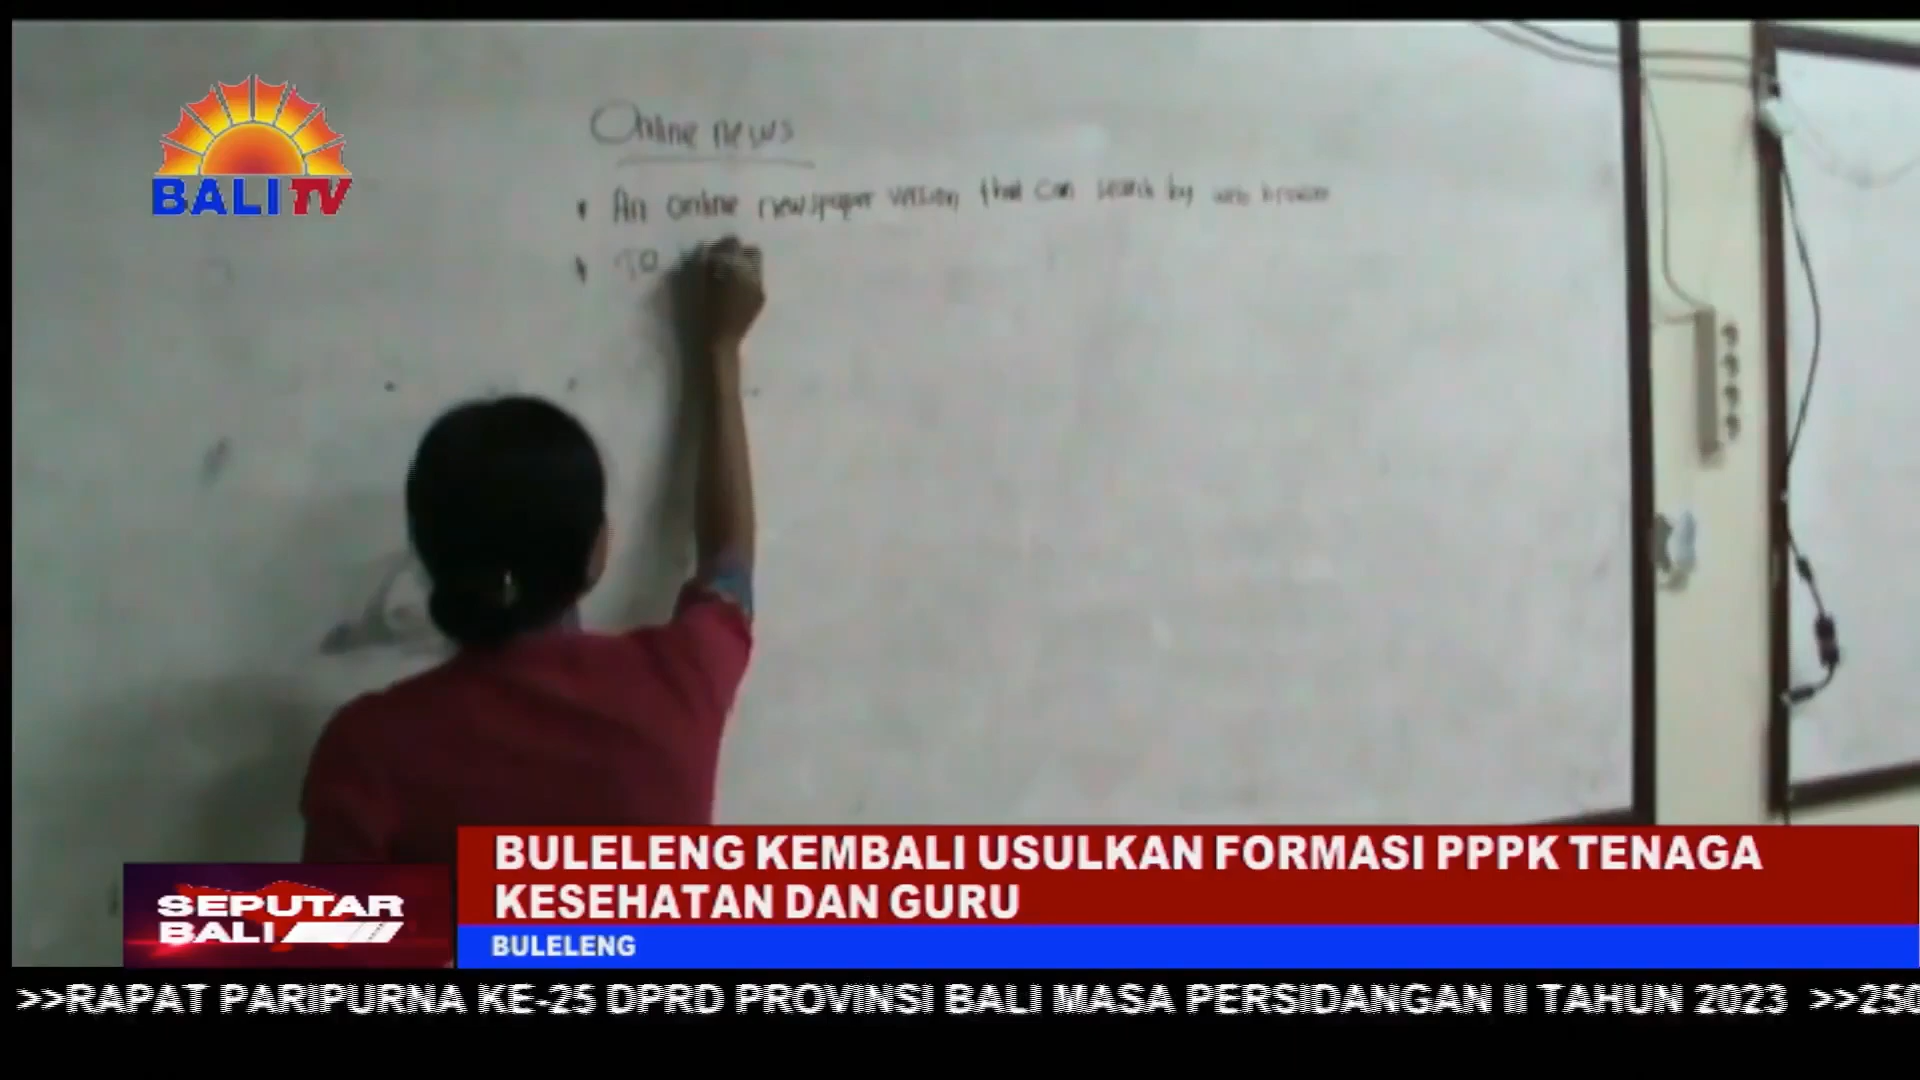 BALI TV
Online news
An online newspaper version that can search by web browser
TO
BULELENG KEMBALI USULKAN FORMASI PPPK TENAGA
KESEHATAN DAN GURU
SEPUTAR
BALI
BULELENG
>>RAPAT PARIPURNA KE-25 DPRD PROVINSI BALI MASA PERSIDANGAN II TAHUN 2023 >>250